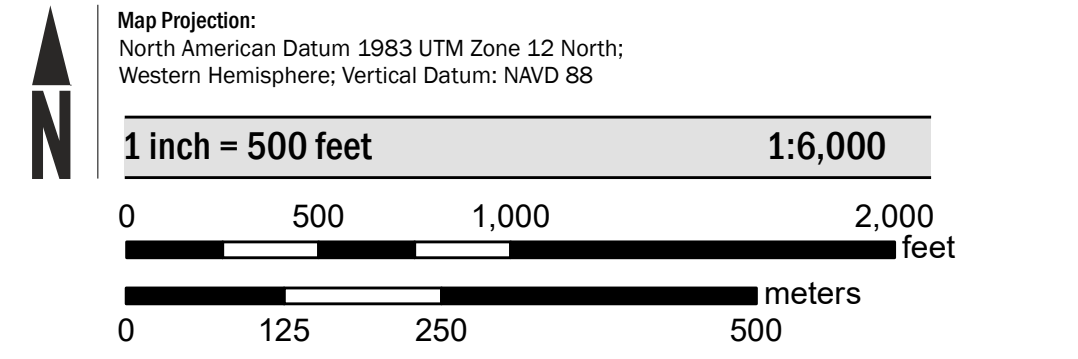 N
Map Projection:
North American Datum 1983 UTM Zone 12 North;
Western Hemisphere; Vertical Datum: NAVD 88
1 inch = 500 feet 1:6,000
0 500 1,000 2,000
feet
meters
0 125 250 500